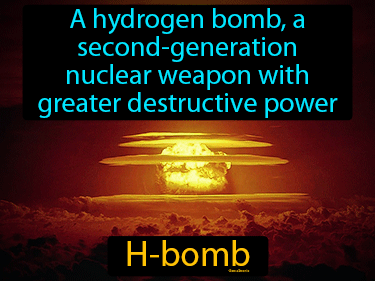 A hydrogen bomb, a
second-generation
nuclear weapon with
greater destructive power
H-bomb